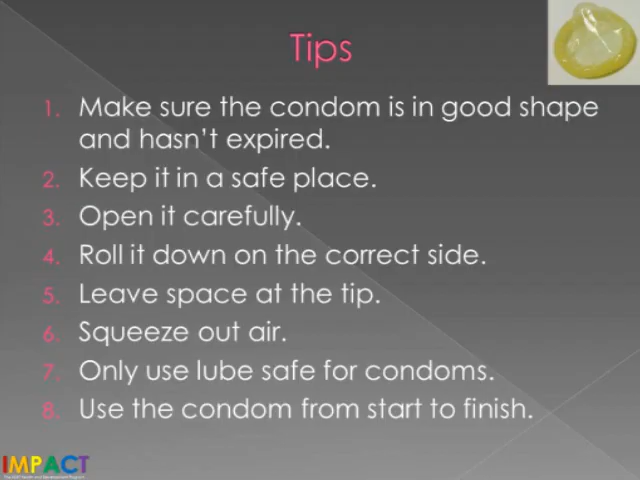 Tips
1. Make sure the condom is in good shape
and hasn't expired.
2. Keep it in a safe place.
3. Open it carefully.
4. Roll it down on the correct side.
5. Leave space at the tip.
6. Squeeze out air.
7. Only use lube safe for condoms.
8. Use the condom from start to finish.
IMPACT